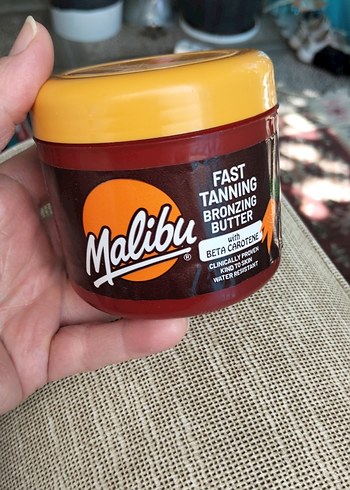 Malibu®
FAST
TANNING
BRONZING
BUTTER
with
BETA CAROTENE
CLINICALLY PROVEN
KIND TO SKIN
WATER RESISTANT